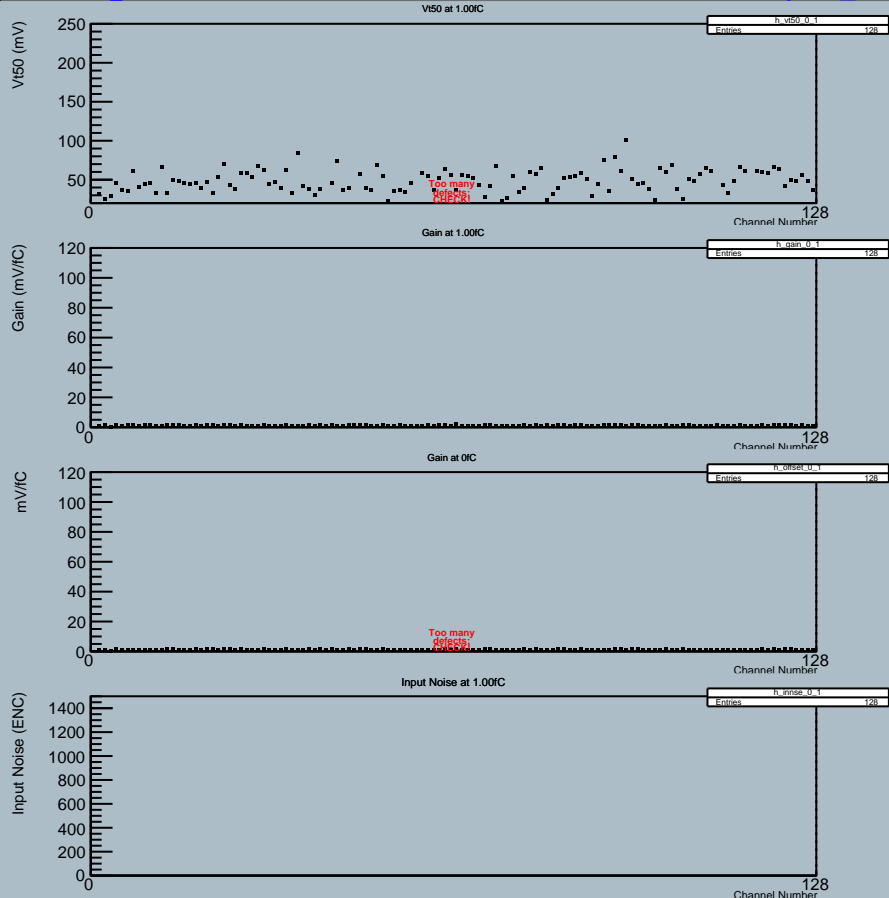 Vt50 at 1.00fC
h_vt50_0_1
Entries 128
Vt50 (mV)
250
200
150
100
50
Too many
defects:
CHECK!
0
128
Channel Number
Gain at 1.00fC
h_gain_0_1
Entries 128
Gain (mV/fC)
120
100
80
60
40
20
0
0
128
Channel Number
Gain at 0fC
h_offset_0_1
Entries 128
mV/fC
120
100
80
60
40
20
0
Too many
defects:
CHECK!
0
128
Channel Number
Input Noise at 1.00fC
h_innse_0_1
Entries 128
Input Noise (ENC)
1400
1200
1000
800
600
400
200
0
0
128
Channel Number